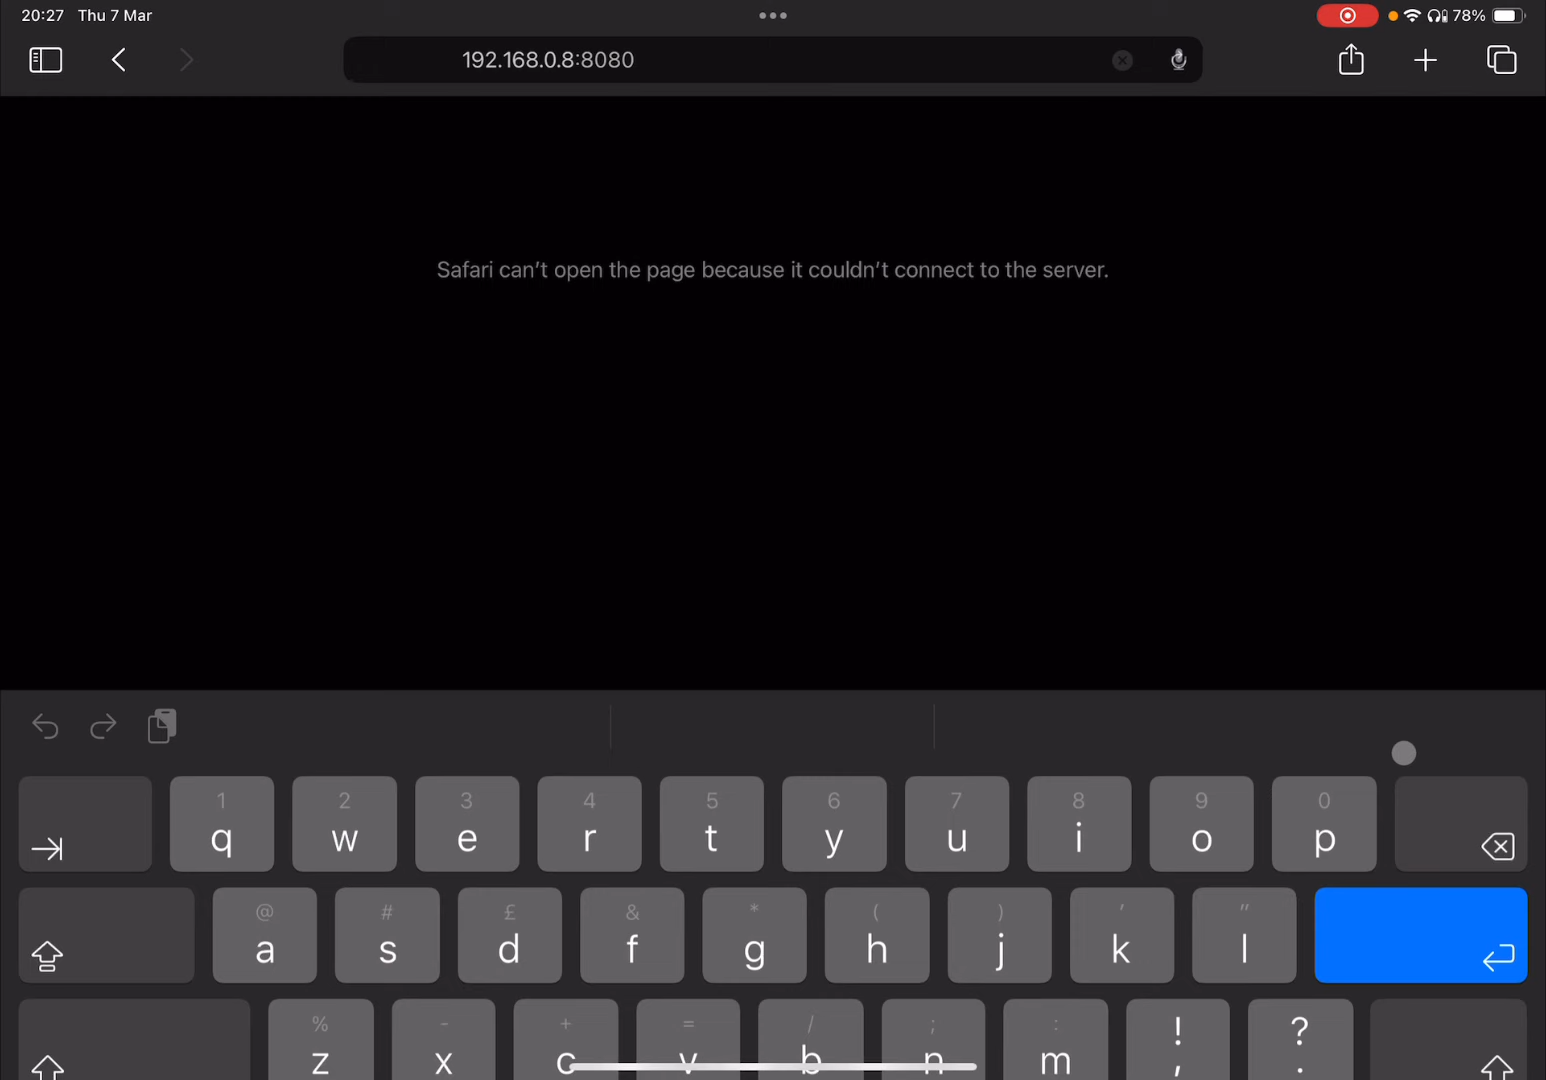 20:27 Thu 7 Mar
78%
192.168.0.8:8080
Safari can’t open the page because it couldn’t connect to the server.
1 2 3 4 5 6 7 8 9 0
q w e r t y u i o p
@ # £ & * ( ) ’ ”
a s d f g h j k l
% - + = / ; : ! ?
z x c v b n m , .